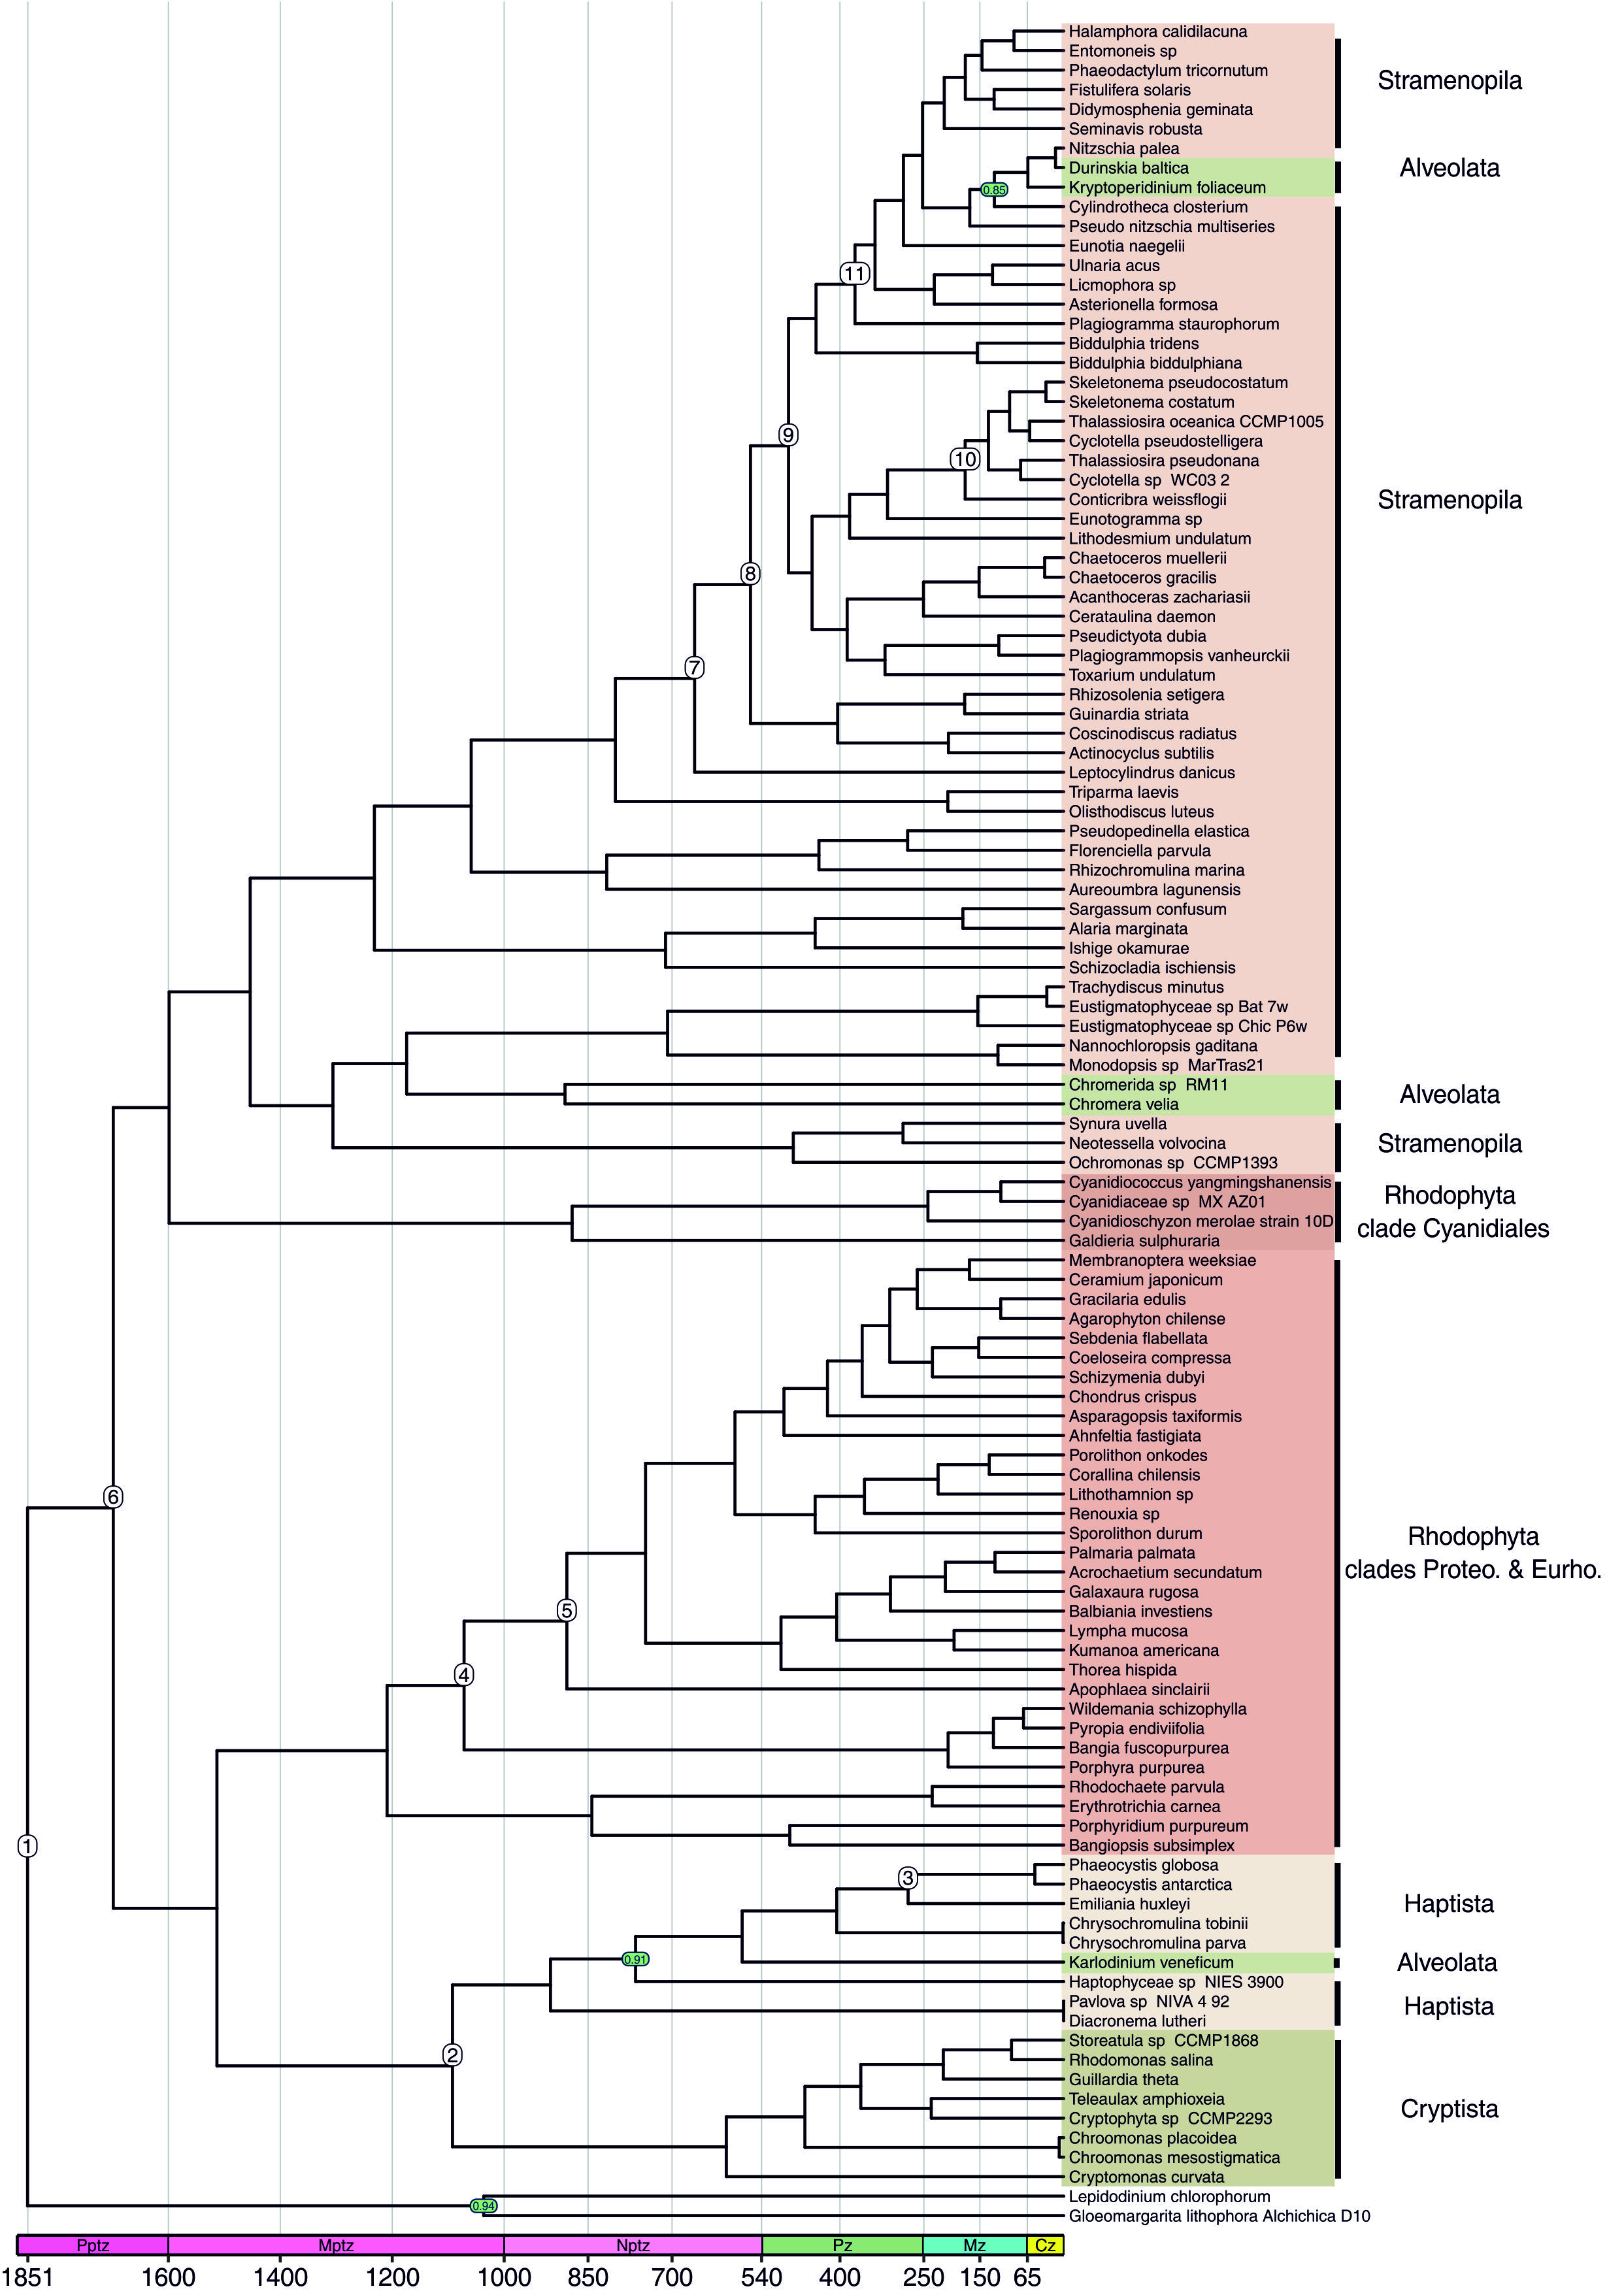 Halamphora calidilacuna
Entomoneis sp
Phaeodactylum tricornutum
Stramenopila
Fistulifera solaris
Didymosphenia geminata
Seminavis robusta
Nitzschia palea
Durinskia baltica
Alveolata
0.85
Kryptoperidinium foliaceum
Cylindrotheca closterium
Pseudo nitzschia multiseries
Eunotia naegelii
Ulnaria acus
11
Licmophora sp
Asterionella formosa
Plagiogramma staurophorum
Biddulphia tridens
Biddulphia biddulphiana
Skeletonema pseudocostatum
Skeletonema costatum
Thalassiosira oceanica CCMP1005
9
Cyclotella pseudostelligera
10
Thalassiosira pseudonana
Cyclotella sp WC03 2
Conticribra weissflogii
Stramenopila
Eunotogramma sp
Lithodesmium undulatum
Chaetoceros muellerii
8
Chaetoceros gracilis
Acanthoceras zachariasii
Cerataulina daemon
Pseudictyota dubia
Plagiogrammopsis vanheurckii
7
Toxarium undulatum
Rhizosolenia setigera
Guinardia striata
Coscinodiscus radiatus
Actinocyclus subtilis
Leptocylindrus danicus
Triparma laevis
Olisthodiscus luteus
Pseudopedinella elastica
Florenciella parvula
Rhizochromulina marina
Aureoumbra lagunensis
Sargassum confusum
Alaria marginata
Ishige okamurae
Schizocladia ischiensis
Trachydiscus minutus
Eustigmatophyceae sp Bat 7w
Eustigmatophyceae sp Chic P6w
Nannochloropsis gaditana
Monodopsis sp MarTras21
Chromerida sp RM11
Alveolata
Chromera velia
Synura uvella
Neotessella volvocina
Stramenopila
Ochromonas sp CCMP1393
Cyanidiococcus yangmingshanensis
Rhodophyta
Cyanidiaceae sp MX AZ01
Cyanidioschyzon merolae strain 10D
clade Cyanidiales
Galdieria sulphuraria
Membranoptera weeksiae
Ceramium japonicum
Gracilaria edulis
Agarophyton chilense
Sebdenia flabellata
Coeloseira compressa
Schizymenia dubyi
Chondrus crispus
Asparagopsis taxiformis
Ahnfeltia fastigiata
Porolithon onkodes
Corallina chilensis
6
Lithothamnion sp
Renouxia sp
Sporolithon durum
Rhodophyta
Palmaria palmata
Acrochaetium secundatum
clades Proteo. & Eurho.
Galaxaura rugosa
5
Balbiania investiens
Lympha mucosa
Kumanoa americana
4
Thorea hispida
Apophlaea sinclairii
Wildemania schizophylla
Pyropia endiviifolia
Bangia fuscopurpurea
Porphyra purpurea
Rhodochaete parvula
Erythrotrichia carnea
Porphyridium purpureum
1
Bangiopsis subsimplex
Phaeocystis globosa
3
Phaeocystis antarctica
Emiliania huxleyi
Haptista
Chrysochromulina tobinii
Chrysochromulina parva
0.91
Karlodinium veneficum
Alveolata
Haptophyceae sp NIES 3900
Pavlova sp NIVA 4 92
Haptista
Diacronema lutheri
Storeatula sp CCMP1868
2
Rhodomonas salina
Guillardia theta
Teleaulax amphioxeia
Cryptista
Cryptophyta sp CCMP2293
Chroomonas placoidea
Chroomonas mesostigmatica
Cryptomonas curvata
Lepidodinium chlorophorum
0.94
Gloeomargarita lithophora Alchichica D10
Pptz Mptz Nptz Pz Mz Cz
1851 1600 1400 1200 1000 850 700 540 400 250 150 65